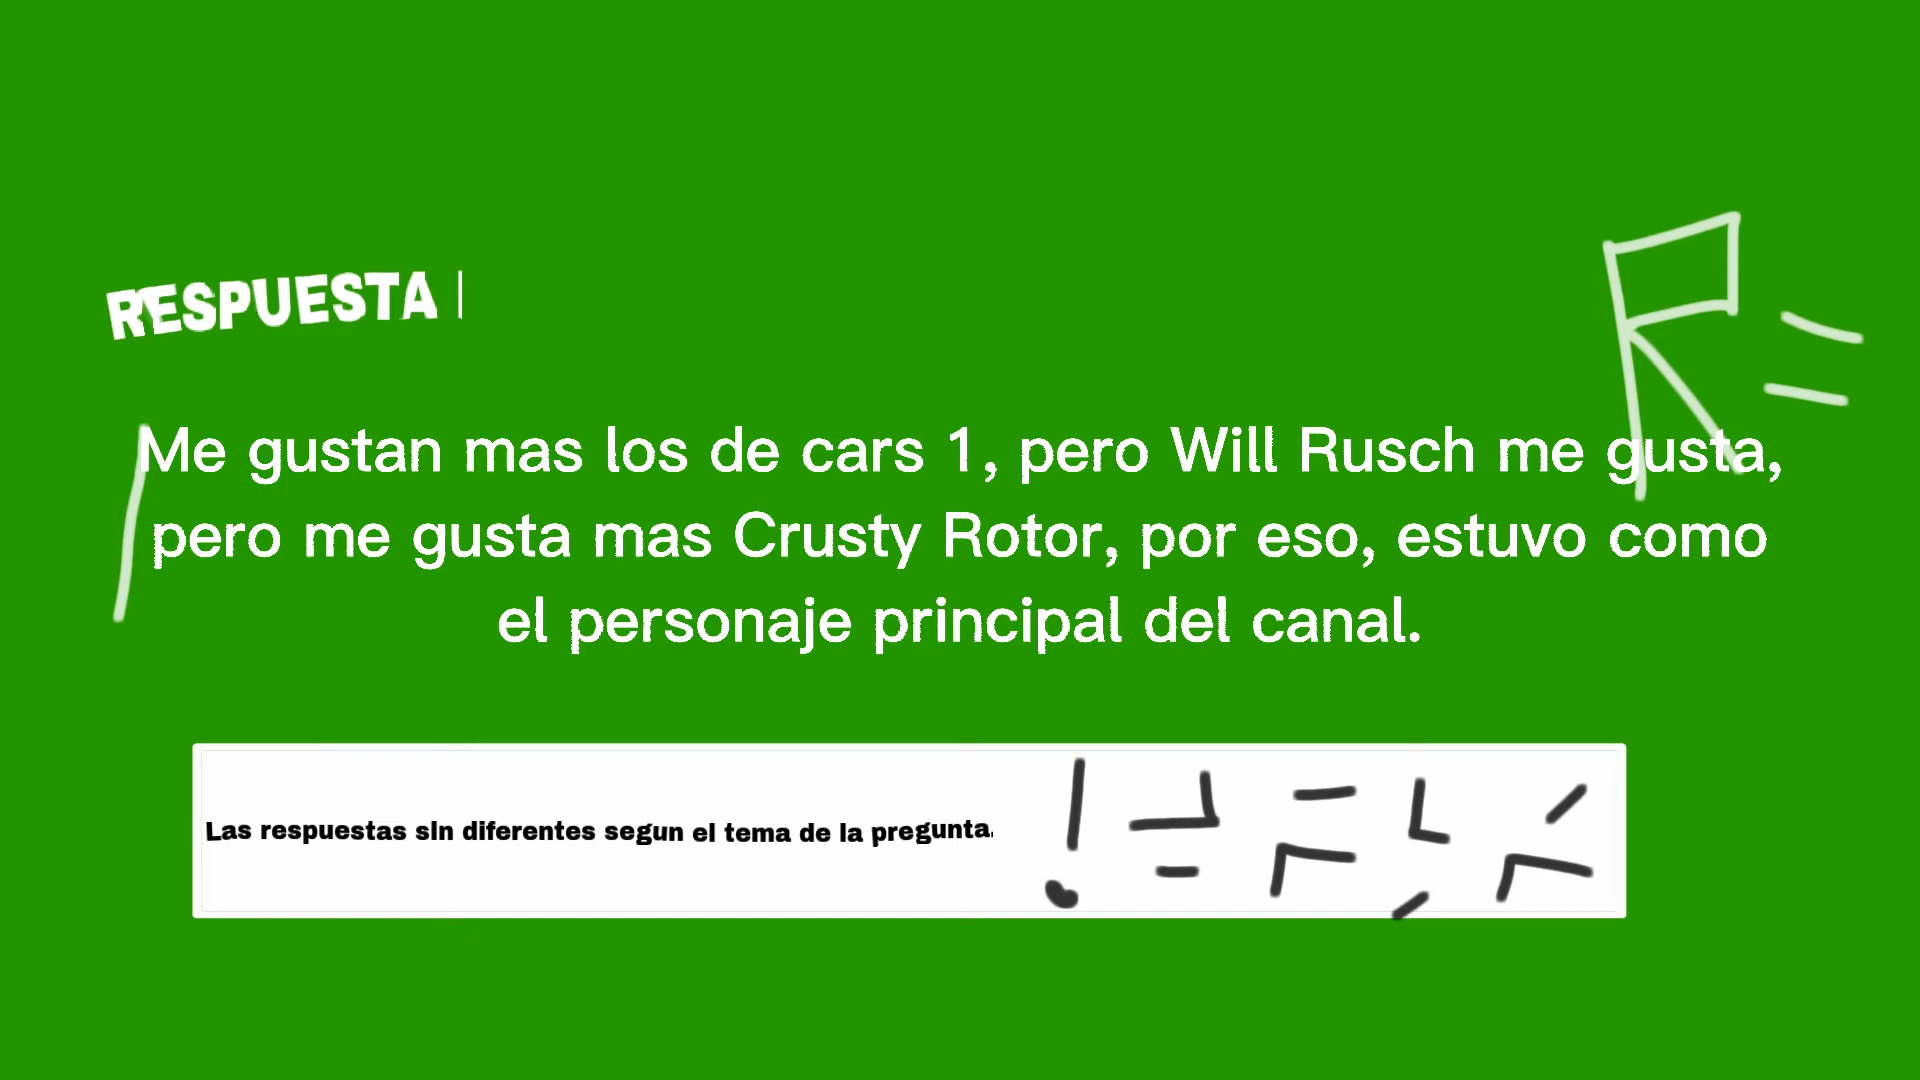 RESPUESTA |
R
Me gustan mas los de cars 1, pero Will Rusch me gusta,
pero me gusta mas Crusty Rotor, por eso, estuvo como
el personaje principal del canal.
Las respuestas sin diferentes segun el tema de la pregunta.